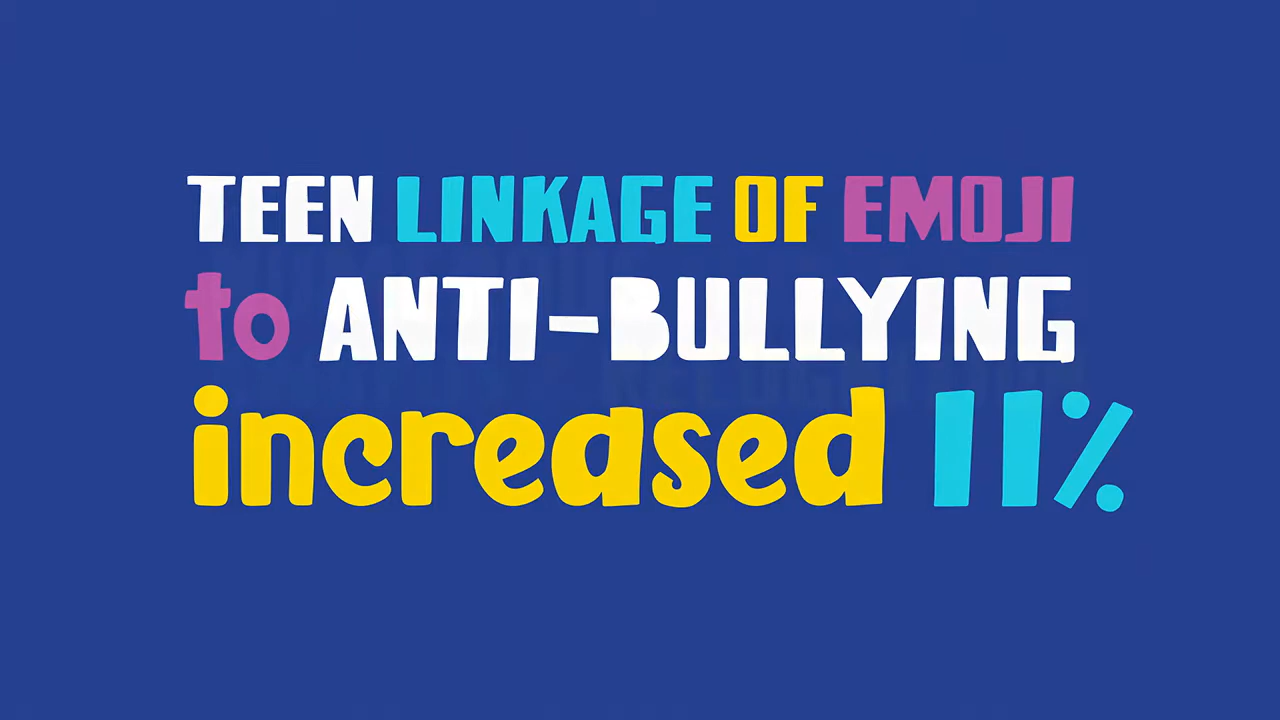 TEEN LINKAGE OF EMOJI
to ANTI-BULLYING
increased 11%